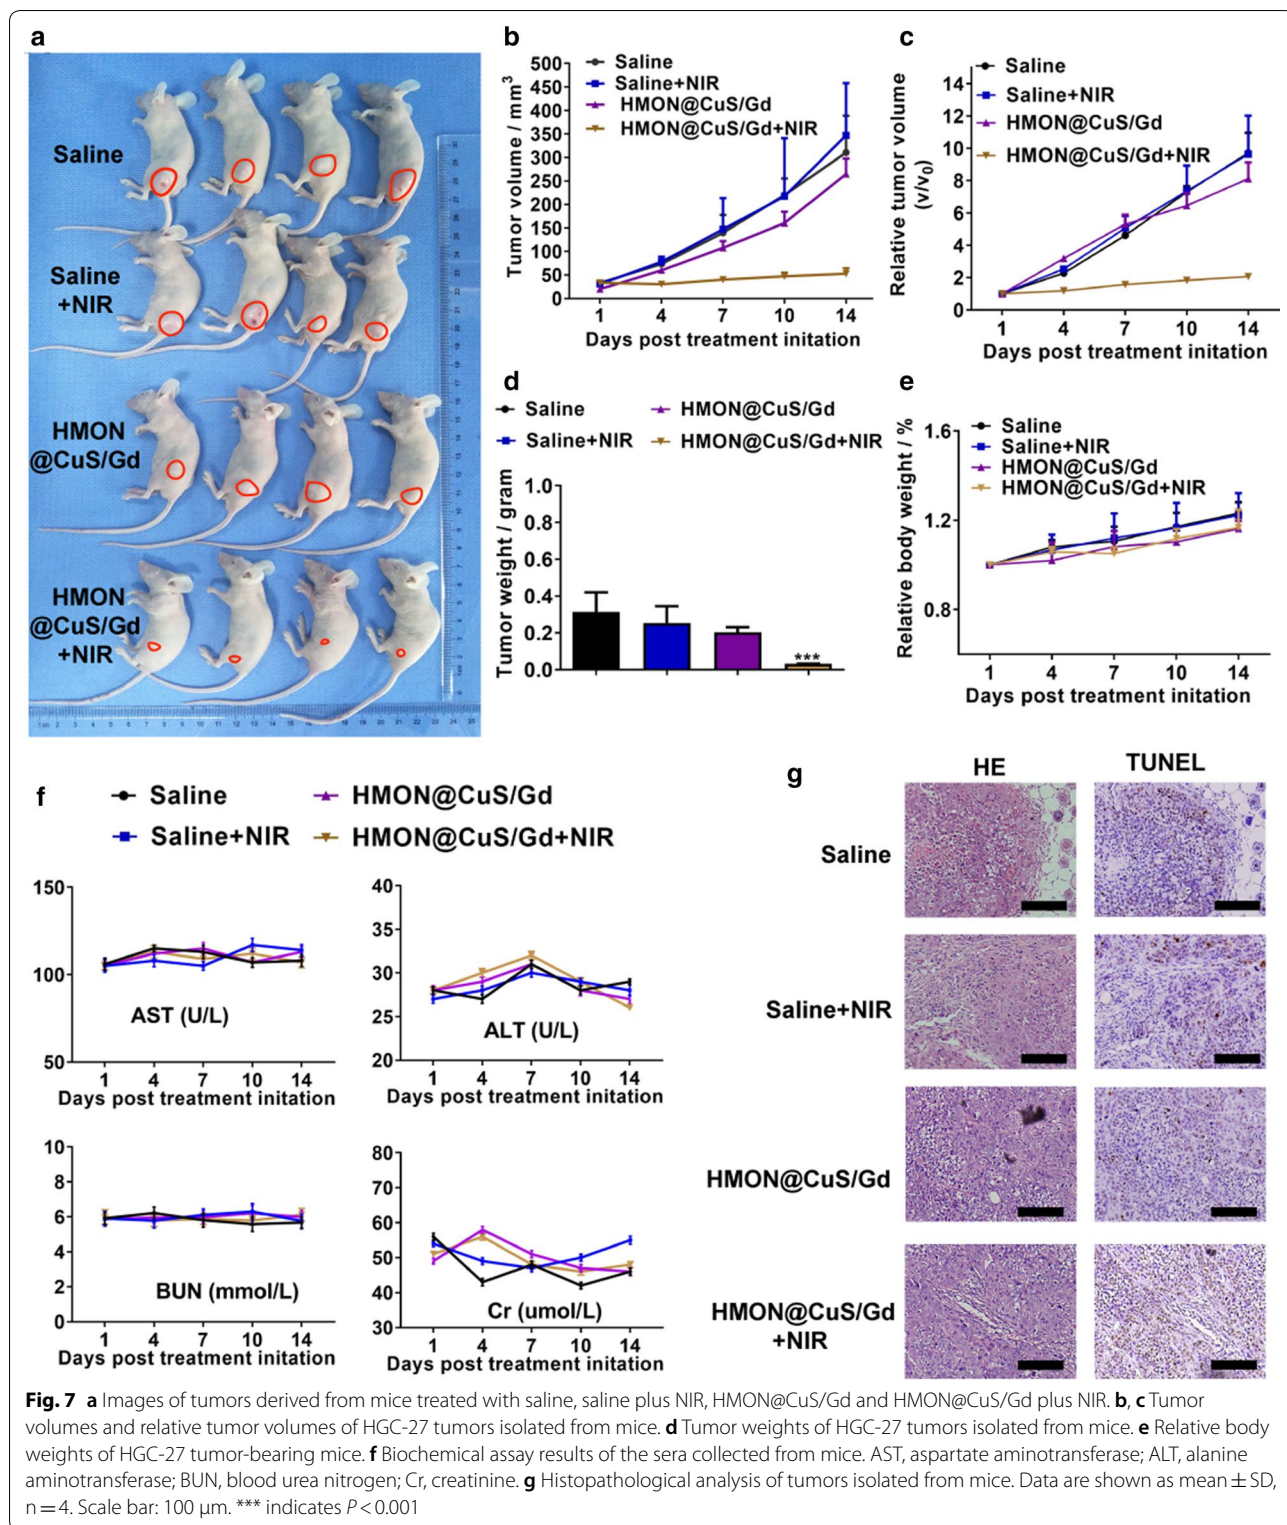 a
Saline
Saline
+NIR
HMON
@CuS/Gd
HMON
@CuS/Gd
+NIR
b
Tumor volume / mm3
500
450
400
350
300
250
200
150
100
50
0
Saline
Saline+NIR
HMON@CuS/Gd
HMON@CuS/Gd+NIR
1 4 7 10 14
Days post treatment initation
c
Relative tumor volume
(v/v0)
14
12
10
8
6
4
2
0
Saline
Saline+NIR
HMON@CuS/Gd
HMON@CuS/Gd+NIR
1 4 7 10 14
Days post treatment initation
d
Saline HMON@CuS/Gd
Saline+NIR HMON@CuS/Gd+NIR
Tumor weight / gram
1.0
0.8
0.6
0.4
0.2
0.0
***
e
Relative body weight / %
1.6
1.2
0.8
Saline
Saline+NIR
HMON@CuS/Gd
HMON@CuS/Gd+NIR
1 4 7 10 14
Days post treatment initation
f
Saline HMON@CuS/Gd
Saline+NIR HMON@CuS/Gd+NIR
150
100
50
AST (U/L)
1 4 7 10 14
Days post treatment initation
40
35
30
25
20
ALT (U/L)
1 4 7 10 14
Days post treatment initation
10
8
6
4
2
0
BUN (mmol/L)
1 4 7 10 14
Days post treatment initation
80
70
60
50
40
30
Cr (umol/L)
1 4 7 10 14
Days post treatment initation
g
HE TUNEL
Saline
Saline+NIR
HMON@CuS/Gd
HMON@CuS/Gd
+NIR
Fig. 7 a Images of tumors derived from mice treated with saline, saline plus NIR, HMON@CuS/Gd and HMON@CuS/Gd plus NIR. b, c Tumor
volumes and relative tumor volumes of HGC-27 tumors isolated from mice. d Tumor weights of HGC-27 tumors isolated from mice. e Relative body
weights of HGC-27 tumor-bearing mice. f Biochemical assay results of the sera collected from mice. AST, aspartate aminotransferase; ALT, alanine
aminotransferase; BUN, blood urea nitrogen; Cr, creatinine. g Histopathological analysis of tumors isolated from mice. Data are shown as mean ± SD,
n = 4. Scale bar: 100 μm. *** indicates P < 0.001